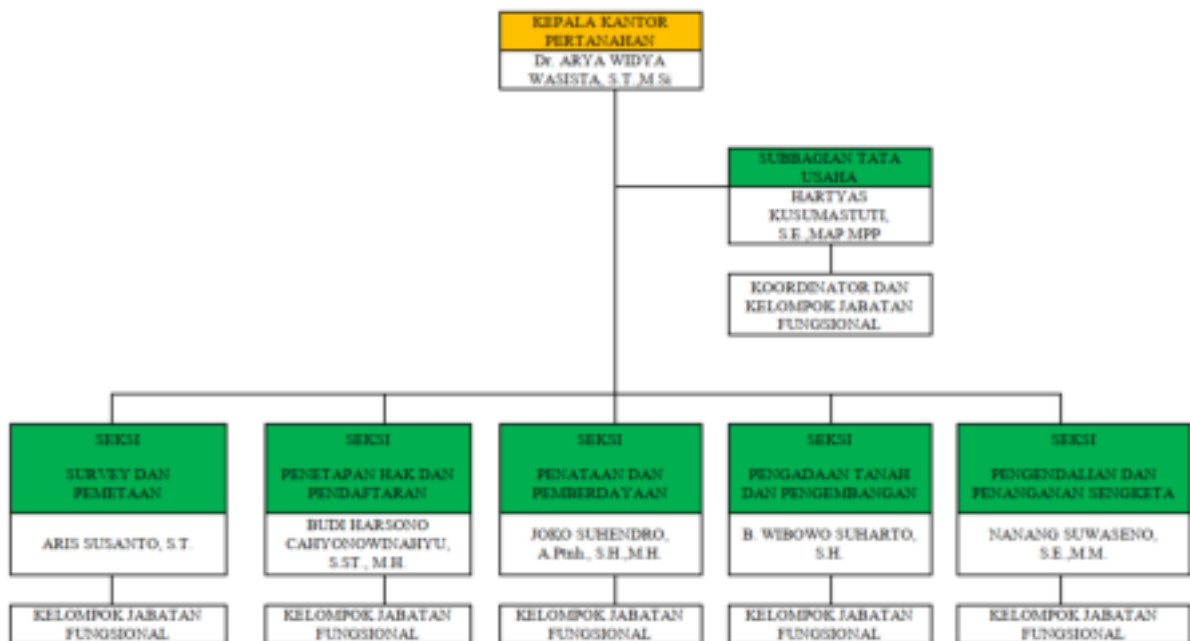 KEPALA KANTOR
PERTANAHAN
Dr. ARYA WIDYA
WASISTA, S.T.,M.Si
SUBBAGIAN TATA
USAHA
HARTYAS
KUSUMASTUTI,
S.E.,MAP.MPP
KOORDINATOR DAN
KELOMPOK JABATAN
FUNGSIONAL
SEKSI
SURVEY DAN
PEMETAAN
ARIS SUSANTO, S.T.
KELOMPOK JABATAN
FUNGSIONAL
SEKSI
PENETAPAN HAK DAN
PENDAFTARAN
BUDI HARSONO
CAHYONOWINAHYU,
S.ST., M.H.
KELOMPOK JABATAN
FUNGSIONAL
SEKSI
PENATAAN DAN
PEMBERDAYAAN
JOKO SUHENDRO,
A.Ptnh., S.H.,M.H.
KELOMPOK JABATAN
FUNGSIONAL
SEKSI
PENGADAAN TANAH
DAN PENGEMBANGAN
B. WIBOWO SUHARTO,
S.H.
KELOMPOK JABATAN
FUNGSIONAL
SEKSI
PENGENDALIAN DAN
PENANGANAN SENGKETA
NANANG SUWASENO,
S.E.,M.M.
KELOMPOK JABATAN
FUNGSIONAL